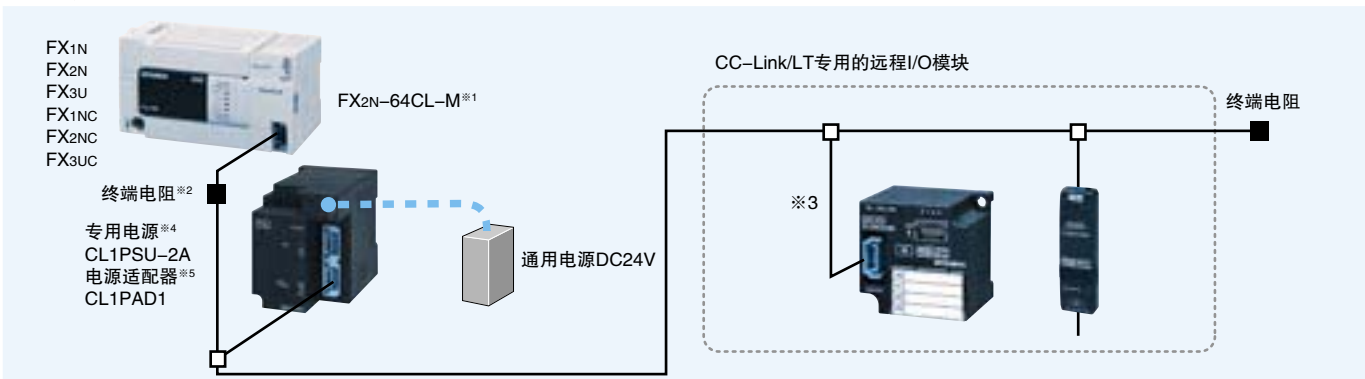 FX1N
FX2N
FX3U
FX1NC
FX2NC
FX3UC
FX2N-64CL-M※1
终端电阻※2
专用电源※4
CL1PSU-2A
电源适配器※5
CL1PAD1
通用电源DC24V
CC-Link/LT专用的远程I/O模块
※3
终端电阻